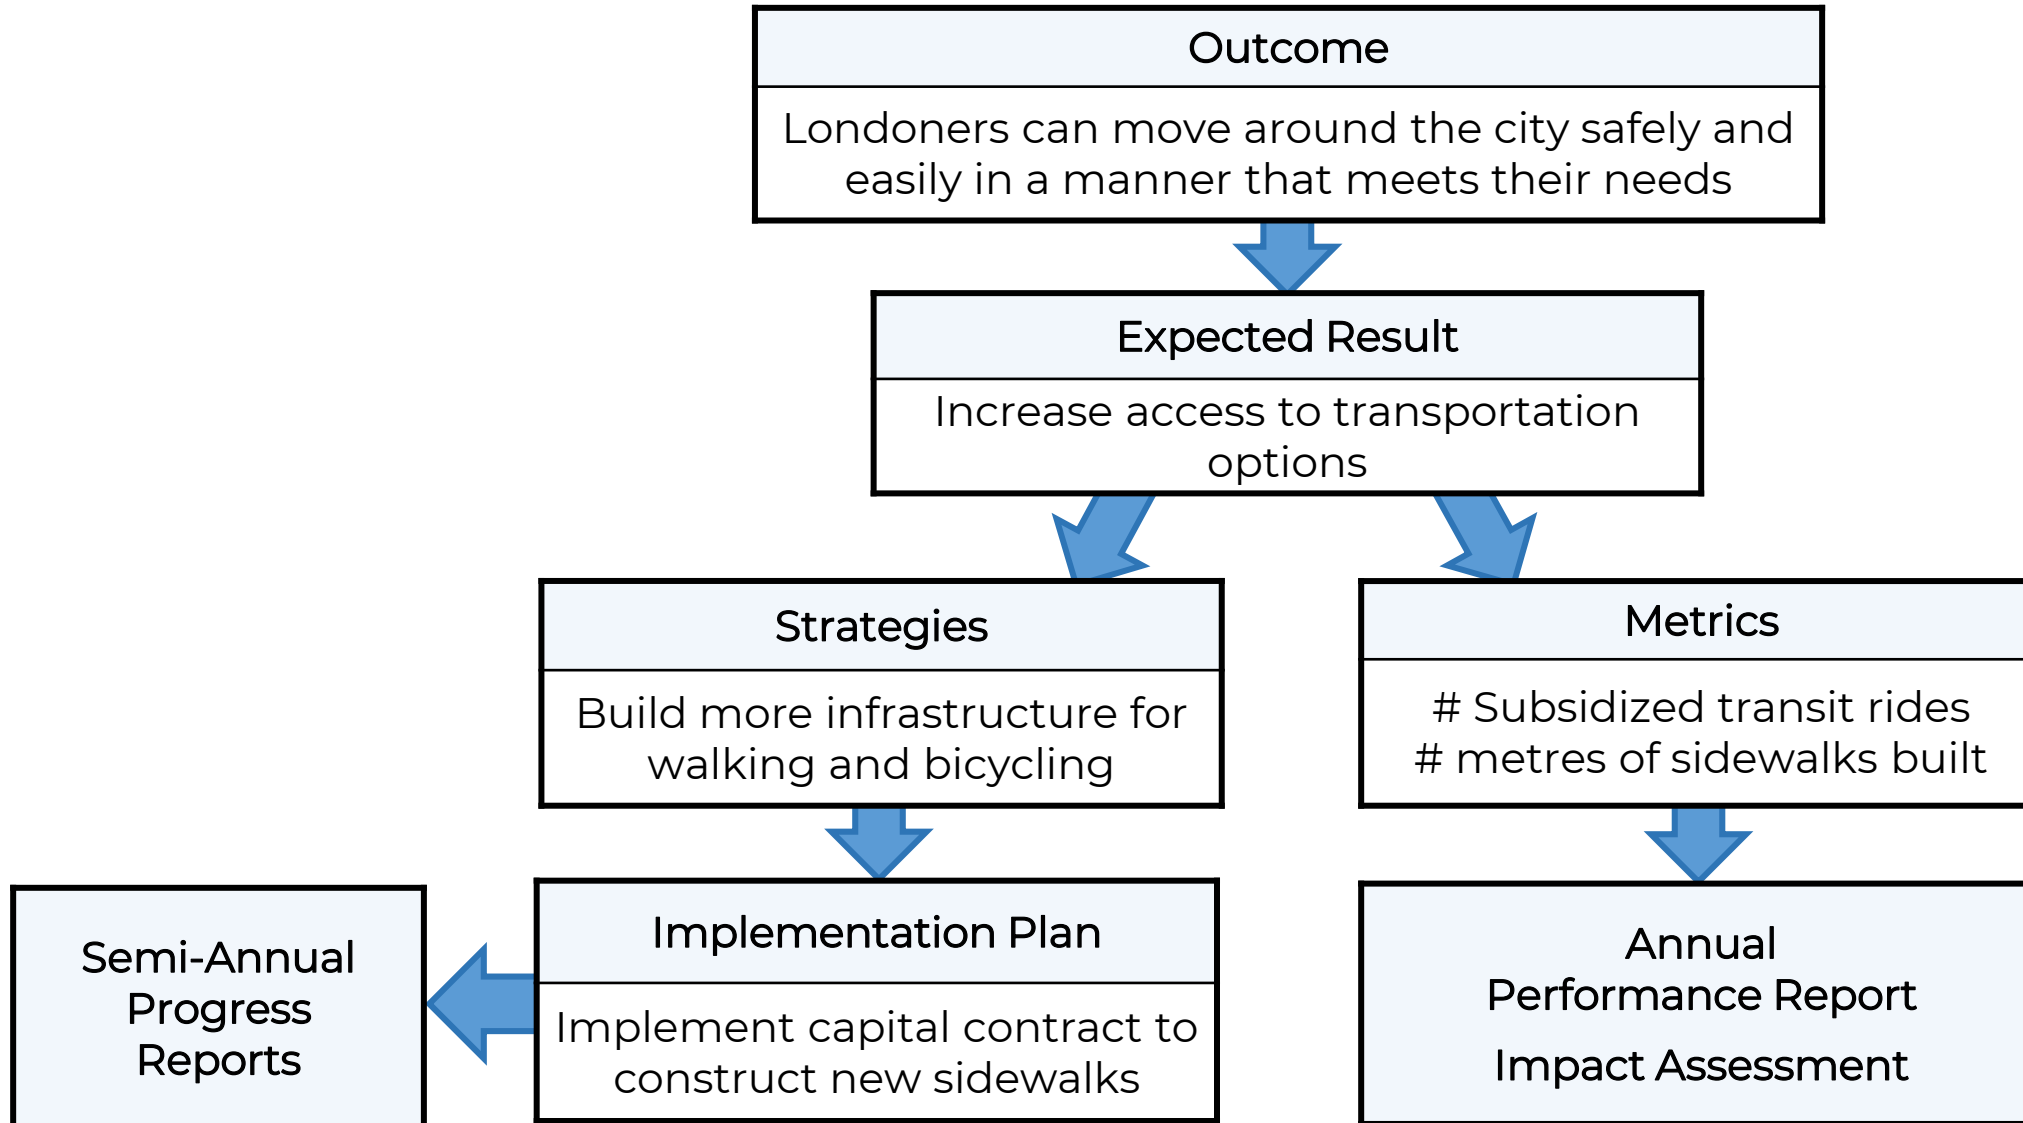 Outcome
Londoners can move around the city safely and
easily in a manner that meets their needs
Expected Result
Increase access to transportation
options
Strategies
Build more infrastructure for
walking and bicycling
Metrics
# Subsidized transit rides
# metres of sidewalks built
Semi-Annual
Progress
Reports
Implementation Plan
Implement capital contract to
construct new sidewalks
Annual
Performance Report
Impact Assessment